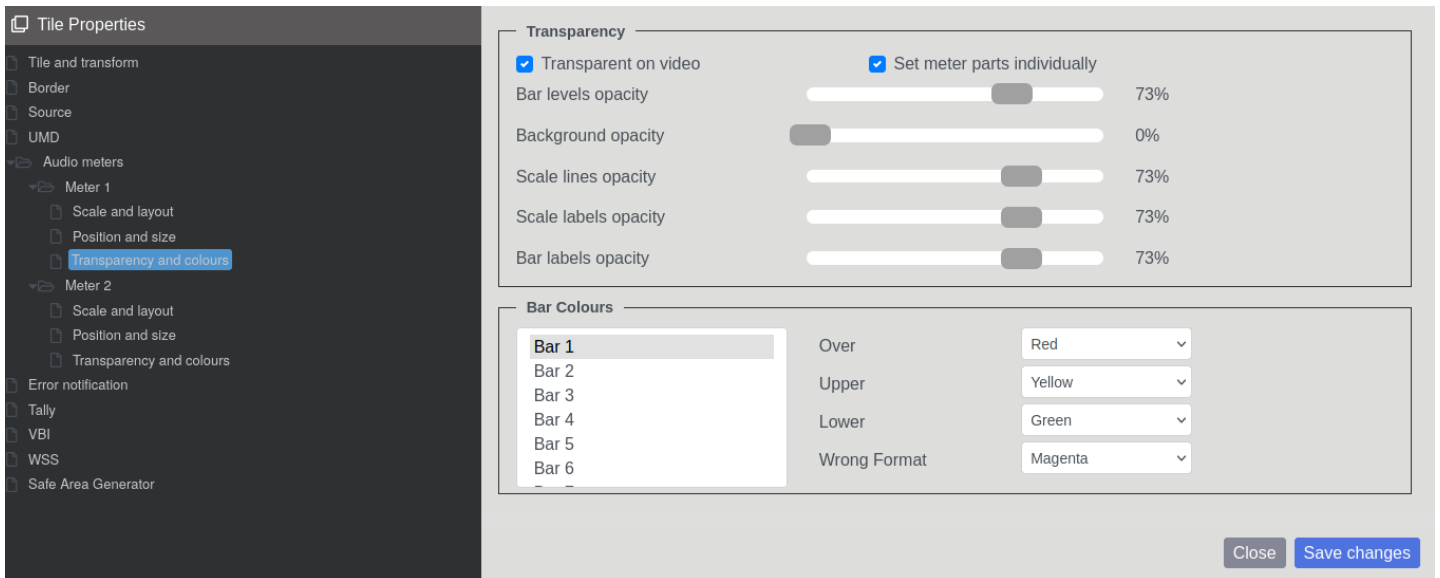 Tile Properties
Tile and transform
Border
Source
UMD
Audio meters
Meter 1
Scale and layout
Position and size
Transparency and colours
Meter 2
Scale and layout
Position and size
Transparency and colours
Error notification
Tally
VBI
WSS
Safe Area Generator
Transparency
Transparent on video
Set meter parts individually
Bar levels opacity 73%
Background opacity 0%
Scale lines opacity 73%
Scale labels opacity 73%
Bar labels opacity 73%
Bar Colours
Bar 1
Bar 2
Bar 3
Bar 4
Bar 5
Bar 6
Over Red
Upper Yellow
Lower Green
Wrong Format Magenta
Close Save changes